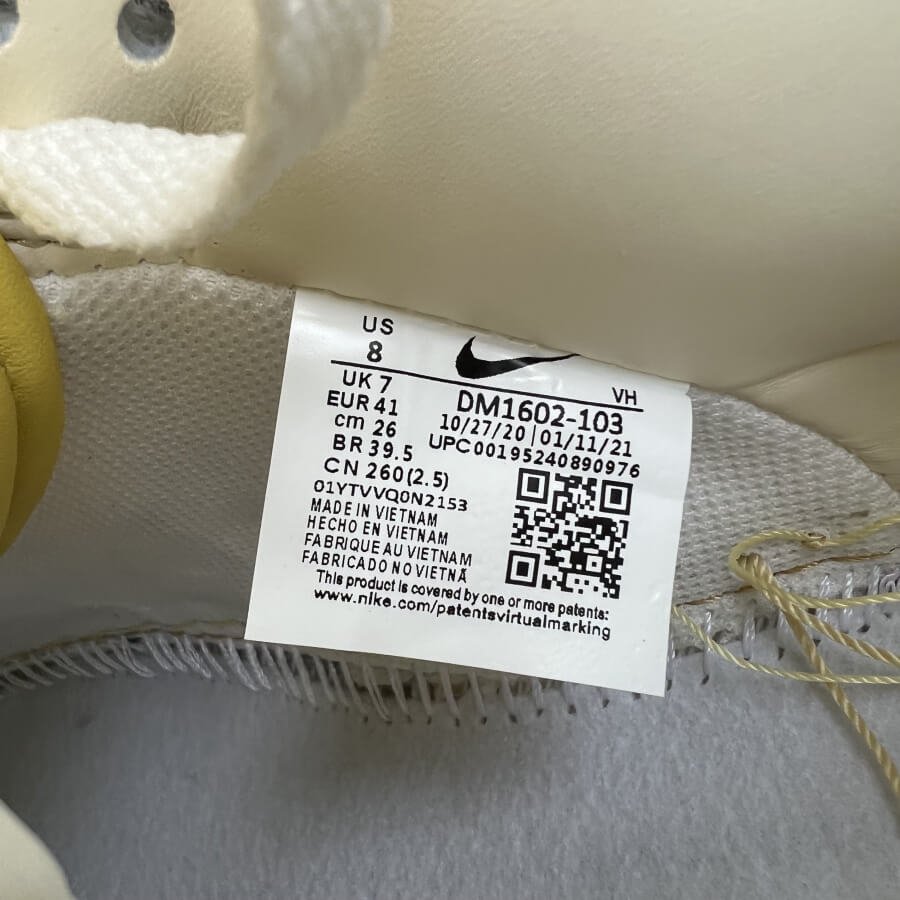 US
8
VH
UK 7
EUR 41
cm 26
BR 39.5
CN 260(2.5)
DM1602-103
10/27/20 | 01/11/21
UPC00195240890976
01YTVVQ0N2153
MADE IN VIETNAM
HECHO EN VIETNAM
FABRIQUE AU VIETNAM
FABRICADO NO VIETNÃ
This product is covered by one or more patents:
www.nike.com/patentsvirtualmarking